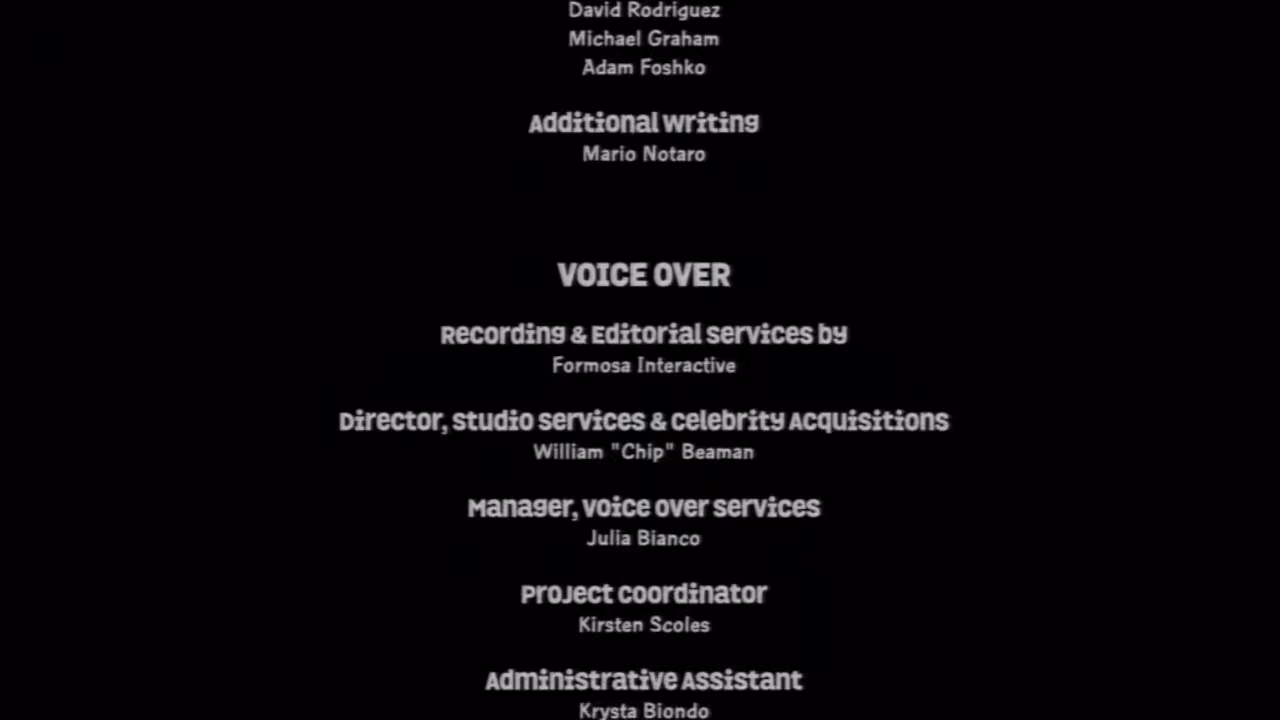 David Rodriguez
Michael Graham
Adam Foshko
Additional Writing
Mario Notaro
VOICE OVER
Recording & Editorial Services by
Formosa Interactive
Director, Studio Services & Celebrity Acquisitions
William "Chip" Beaman
Manager, Voice Over Services
Julia Bianco
Project Coordinator
Kirsten Scoles
Administrative Assistant
Krysta Biondo